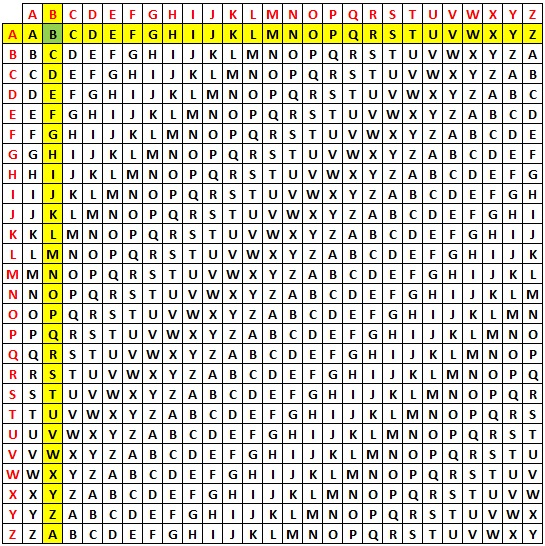 A B C D E F G H I J K L M N O P Q R S T U V W X Y Z
A A B C D E F G H I J K L M N O P Q R S T U V W X Y Z
B B C D E F G H I J K L M N O P Q R S T U V W X Y Z A
C C D E F G H I J K L M N O P Q R S T U V W X Y Z A B
D D E F G H I J K L M N O P Q R S T U V W X Y Z A B C
E E F G H I J K L M N O P Q R S T U V W X Y Z A B C D
F F G H I J K L M N O P Q R S T U V W X Y Z A B C D E
G G H I J K L M N O P Q R S T U V W X Y Z A B C D E F
H H I J K L M N O P Q R S T U V W X Y Z A B C D E F G
I I J K L M N O P Q R S T U V W X Y Z A B C D E F G H
J J K L M N O P Q R S T U V W X Y Z A B C D E F G H I
K K L M N O P Q R S T U V W X Y Z A B C D E F G H I J
L L M N O P Q R S T U V W X Y Z A B C D E F G H I J K
M M N O P Q R S T U V W X Y Z A B C D E F G H I J K L
N N O P Q R S T U V W X Y Z A B C D E F G H I J K L M
O O P Q R S T U V W X Y Z A B C D E F G H I J K L M N
P P Q R S T U V W X Y Z A B C D E F G H I J K L M N O
Q Q R S T U V W X Y Z A B C D E F G H I J K L M N O P
R R S T U V W X Y Z A B C D E F G H I J K L M N O P Q
S S T U V W X Y Z A B C D E F G H I J K L M N O P Q R
T T U V W X Y Z A B C D E F G H I J K L M N O P Q R S
U U V W X Y Z A B C D E F G H I J K L M N O P Q R S T
V V W X Y Z A B C D E F G H I J K L M N O P Q R S T U
W W X Y Z A B C D E F G H I J K L M N O P Q R S T U V
X X Y Z A B C D E F G H I J K L M N O P Q R S T U V W
Y Y Z A B C D E F G H I J K L M N O P Q R S T U V W X
Z Z A B C D E F G H I J K L M N O P Q R S T U V W X Y